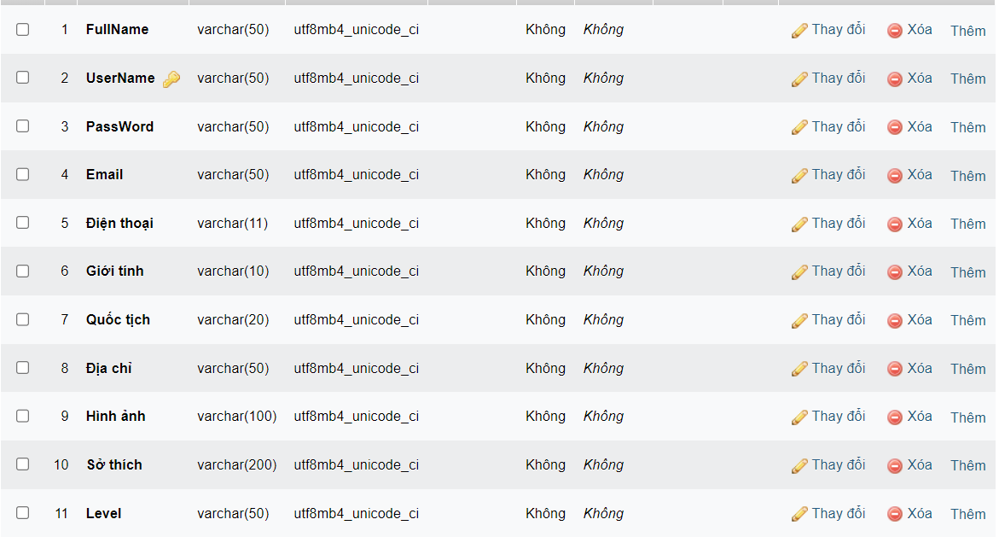 1 FullName varchar(50) utf8mb4_unicode_ci Không Không Thay đổi Xóa Thêm
2 UserName varchar(50) utf8mb4_unicode_ci Không Không Thay đổi Xóa Thêm
3 PassWord varchar(50) utf8mb4_unicode_ci Không Không Thay đổi Xóa Thêm
4 Email varchar(50) utf8mb4_unicode_ci Không Không Thay đổi Xóa Thêm
5 Điện thoại varchar(11) utf8mb4_unicode_ci Không Không Thay đổi Xóa Thêm
6 Giới tính varchar(10) utf8mb4_unicode_ci Không Không Thay đổi Xóa Thêm
7 Quốc tịch varchar(20) utf8mb4_unicode_ci Không Không Thay đổi Xóa Thêm
8 Địa chỉ varchar(50) utf8mb4_unicode_ci Không Không Thay đổi Xóa Thêm
9 Hình ảnh varchar(100) utf8mb4_unicode_ci Không Không Thay đổi Xóa Thêm
10 Sở thích varchar(200) utf8mb4_unicode_ci Không Không Thay đổi Xóa Thêm
11 Level varchar(50) utf8mb4_unicode_ci Không Không Thay đổi Xóa Thêm